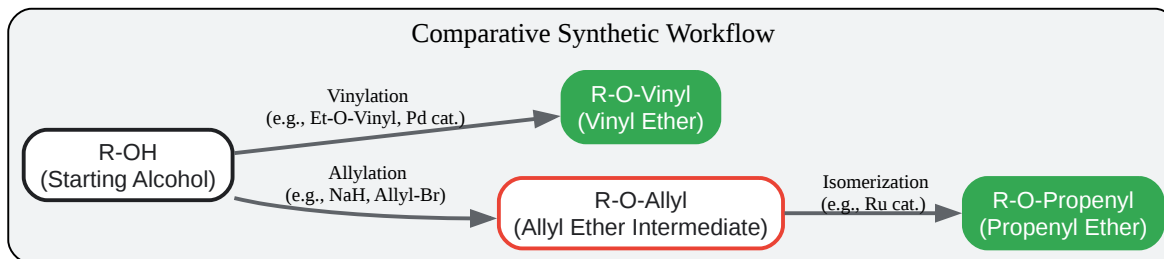 Comparative Synthetic Workflow
Vinylation
(e.g., Et-O-Vinyl, Pd cat.)
R-O-Vinyl
(Vinyl Ether)
R-OH
(Starting Alcohol)
Allylation
(e.g., NaH, Allyl-Br)
R-O-Allyl
(Allyl Ether Intermediate)
Isomerization
(e.g., Ru cat.)
R-O-Propenyl
(Propenyl Ether)